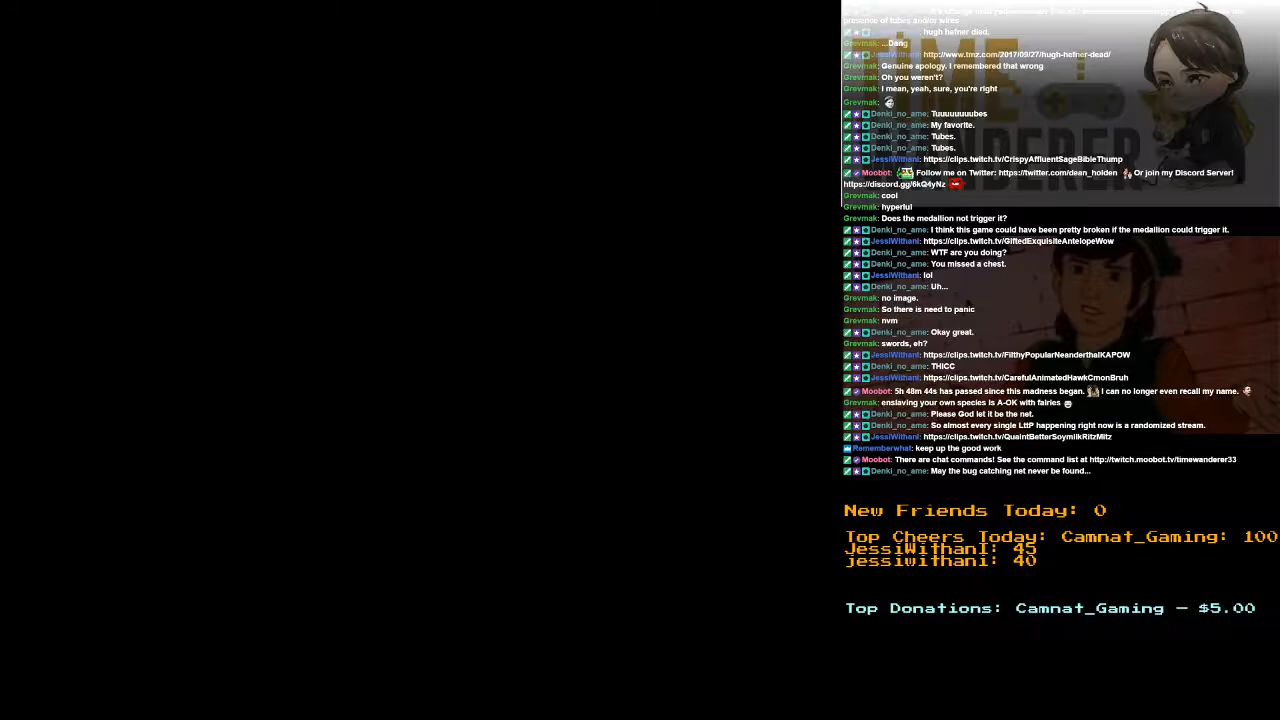 presence of tubes and/or wires
hugh hefner died.
Grevmak: ...Dang
JessiWithanI: http://www.tmz.com/2017/09/27/hugh-hefner-dead/
Grevmak: Genuine apology. I remembered that wrong
Grevmak: Oh you weren't?
Grevmak: I mean, yeah, sure, you're right
Grevmak:
Denki_no_ame: Tuuuuuuuubes
Denki_no_ame: My favorite.
Denki_no_ame: Tubes.
Denki_no_ame: Tubes.
JessiWithanI: https://clips.twitch.tv/CrispyAffluentSageBibleThump
Moobot: Follow me on Twitter: https://twitter.com/dean_holden Or join my Discord Server!
https://discord.gg/6kQ4yNz
Grevmak: cool
Grevmak: hyperful
Grevmak: Does the medallion not trigger it?
Denki_no_ame: I think this game could have been pretty broken if the medallion could trigger it.
JessiWithanI: https://clips.twitch.tv/GiftedExquisiteAntelopeWow
Denki_no_ame: WTF are you doing?
Denki_no_ame: You missed a chest.
JessiWithanI: lol
Denki_no_ame: Uh...
Grevmak: no image.
Grevmak: So there is need to panic
Grevmak: nvm
Denki_no_ame: Okay great.
Grevmak: swords, eh?
JessiWithanI: https://clips.twitch.tv/FilthyPopularNeanderthalKAPOW
Denki_no_ame: THICC
JessiWithanI: https://clips.twitch.tv/CarefulAnimatedHawkCmonBruh
Moobot: 5h 48m 44s has passed since this madness began. I can no longer even recall my name.
Grevmak: enslaving your own species is A-OK with fairies
Denki_no_ame: Please God let it be the net.
Denki_no_ame: So almost every single LttP happening right now is a randomized stream.
JessiWithanI: https://clips.twitch.tv/QuaintBetterSoymilkRitzMitz
Rememberwhat: keep up the good work
Moobot: There are chat commands! See the command list at http://twitch.moobot.tv/timewanderer33
Denki_no_ame: May the bug catching net never be found...
TIME
WANDERER
New Friends Today: 0
Top Cheers Today: Camnat_Gaming: 100
JessiWithanI: 45
jessiwithani: 40
Top Donations: Camnat_Gaming — $5.00